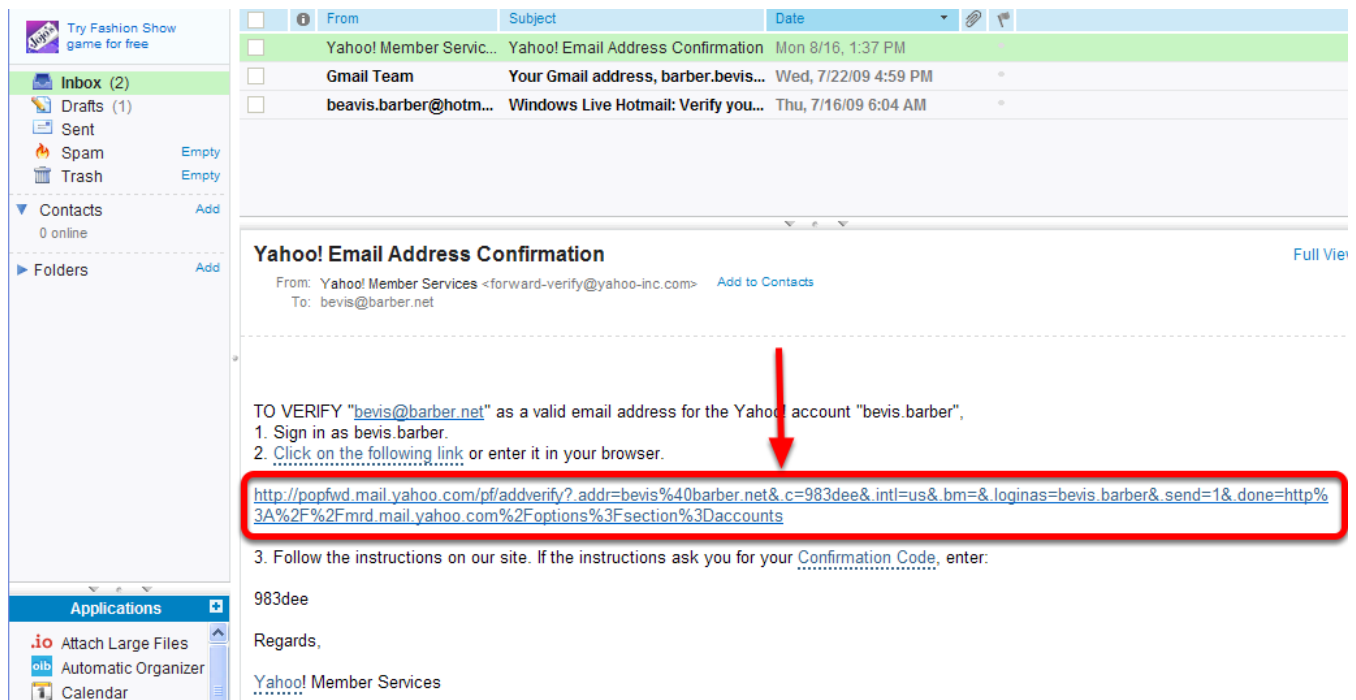 Jojo's
Try Fashion Show
game for free
Inbox (2)
Drafts (1)
Sent
Spam Empty
Trash Empty
Contacts Add
0 online
Folders Add
Applications
.io Attach Large Files
oib Automatic Organizer
1 Calendar
From Subject Date
Yahoo! Member Servic... Yahoo! Email Address Confirmation Mon 8/16, 1:37 PM
Gmail Team Your Gmail address, barber.bevis... Wed, 7/22/09 4:59 PM
beavis.barber@hotm... Windows Live Hotmail: Verify you... Thu, 7/16/09 6:04 AM
Yahoo! Email Address Confirmation Full View
From: Yahoo! Member Services <forward-verify@yahoo-inc.com> Add to Contacts
To: bevis@barber.net
TO VERIFY "bevis@barber.net" as a valid email address for the Yahoo! account "bevis.barber",
1. Sign in as bevis.barber.
2. Click on the following link or enter it in your browser.
http://popfwd.mail.yahoo.com/pf/addverify?.addr=bevis%40barber.net&.c=983dee&.intl=us&.bm=&.loginas=bevis.barber&.send=1&.done=http%
3A%2F%2Fmrd.mail.yahoo.com%2Foptions%3Fsection%3Daccounts
3. Follow the instructions on our site. If the instructions ask you for your Confirmation Code, enter:
983dee
Regards,
Yahoo! Member Services